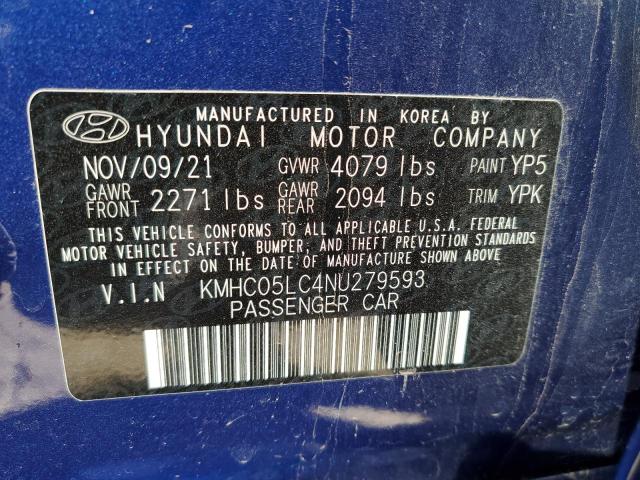 MANUFACTURED IN KOREA BY
HYUNDAI MOTOR COMPANY
NOV/09/21 GVWR 4079 lbs PAINT YP5
GAWR FRONT 2271 lbs GAWR REAR 2094 lbs TRIM YPK
THIS VEHICLE CONFORMS TO ALL APPLICABLE U.S.A. FEDERAL
MOTOR VEHICLE SAFETY, BUMPER, AND THEFT PREVENTION STANDARDS
IN EFFECT ON THE DATE OF MANUFACTURE SHOWN ABOVE.
V.I.N KMHC05LC4NU279593
PASSENGER CAR